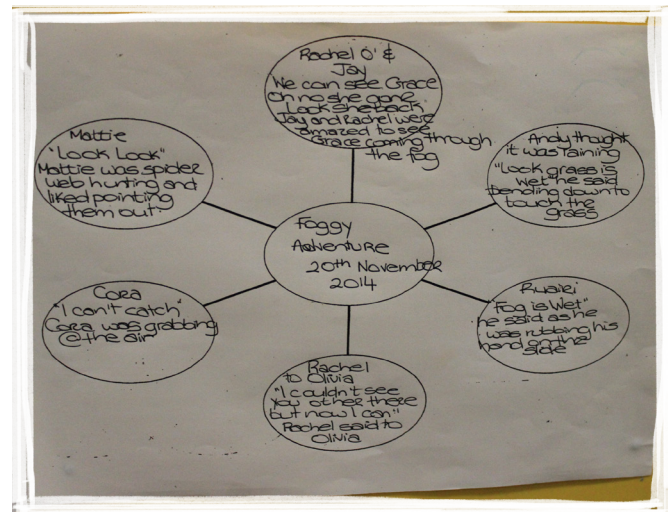 Rachel O' &
Jay
We can see Grace
Oh no she gone
Look she back,
Jay and Rachel were
amazed to see
Grace coming through
the fog
Mattie
"Look Look"
Mattie was spider
web hunting and
liked pointing
them out.
Andy thought
it was raining
"Look grass is
wet" he said
bending down to
touch the
grass
Foggy
Adventure
20th November
2014
Cora
"I can't catch"
Cora was grabbing
@ the air
Ruairi
"Fog is wet"
he said as he
was rubbing his
hand on the
slide
Rachel
to Olivia
"I couldn't see
you other there
but now I can"
Rachel said to
Olivia